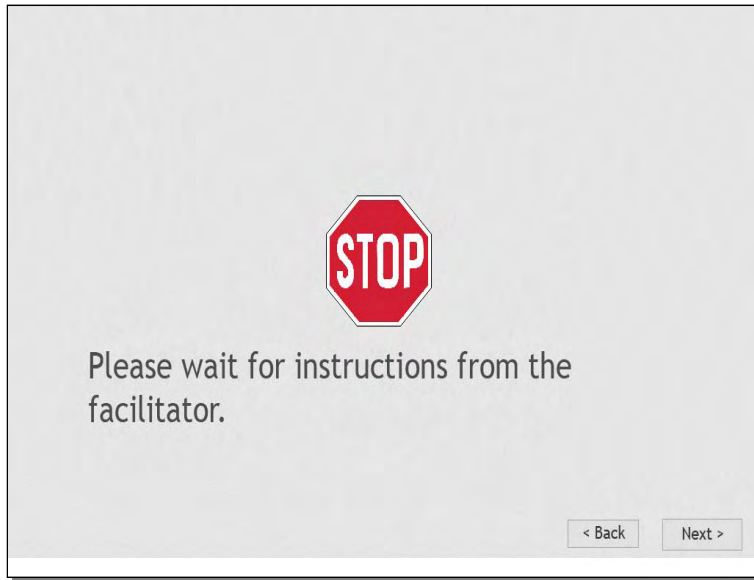 STOP
Please wait for instructions from the
facilitator.
< Back Next >